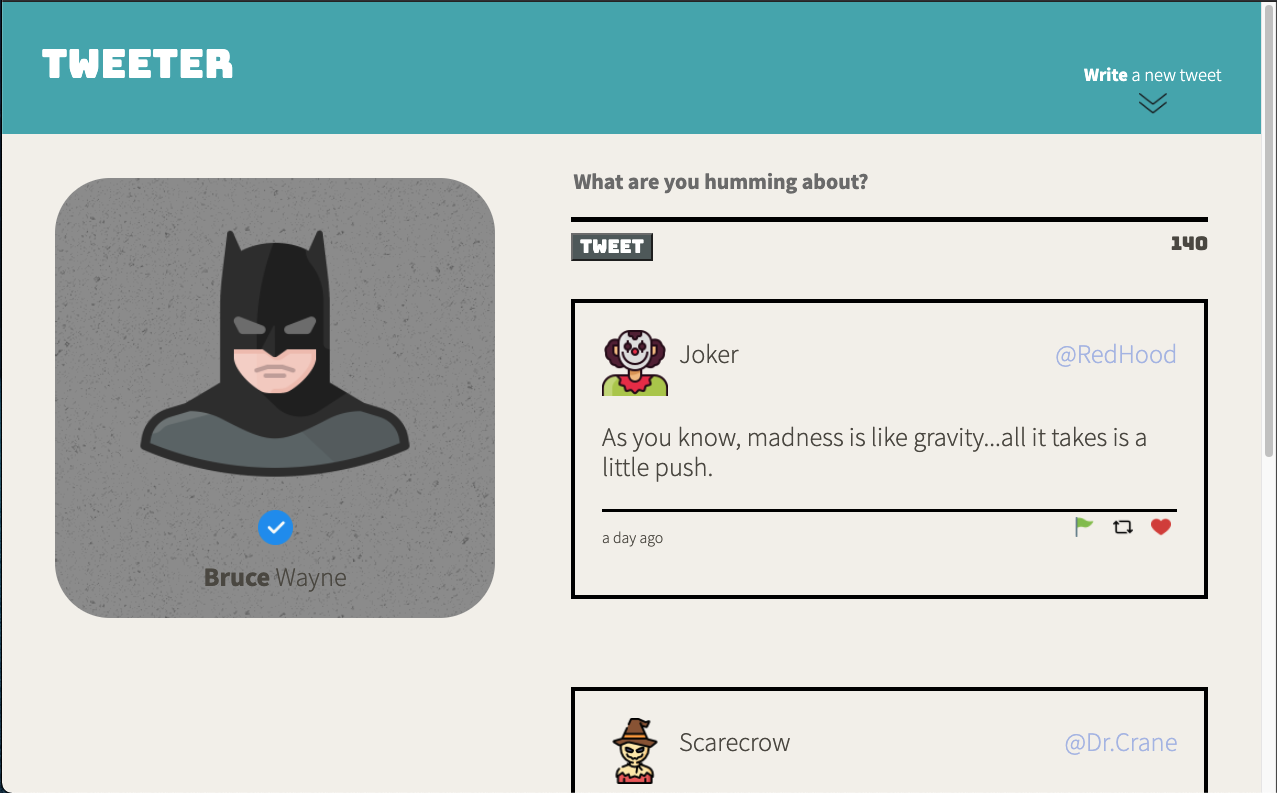 TWEETER
Write a new tweet
Bruce Wayne
What are you humming about?
TWEET
140
Joker
@RedHood
As you know, madness is like gravity...all it takes is a
little push.
a day ago
Scarecrow
@Dr.Crane